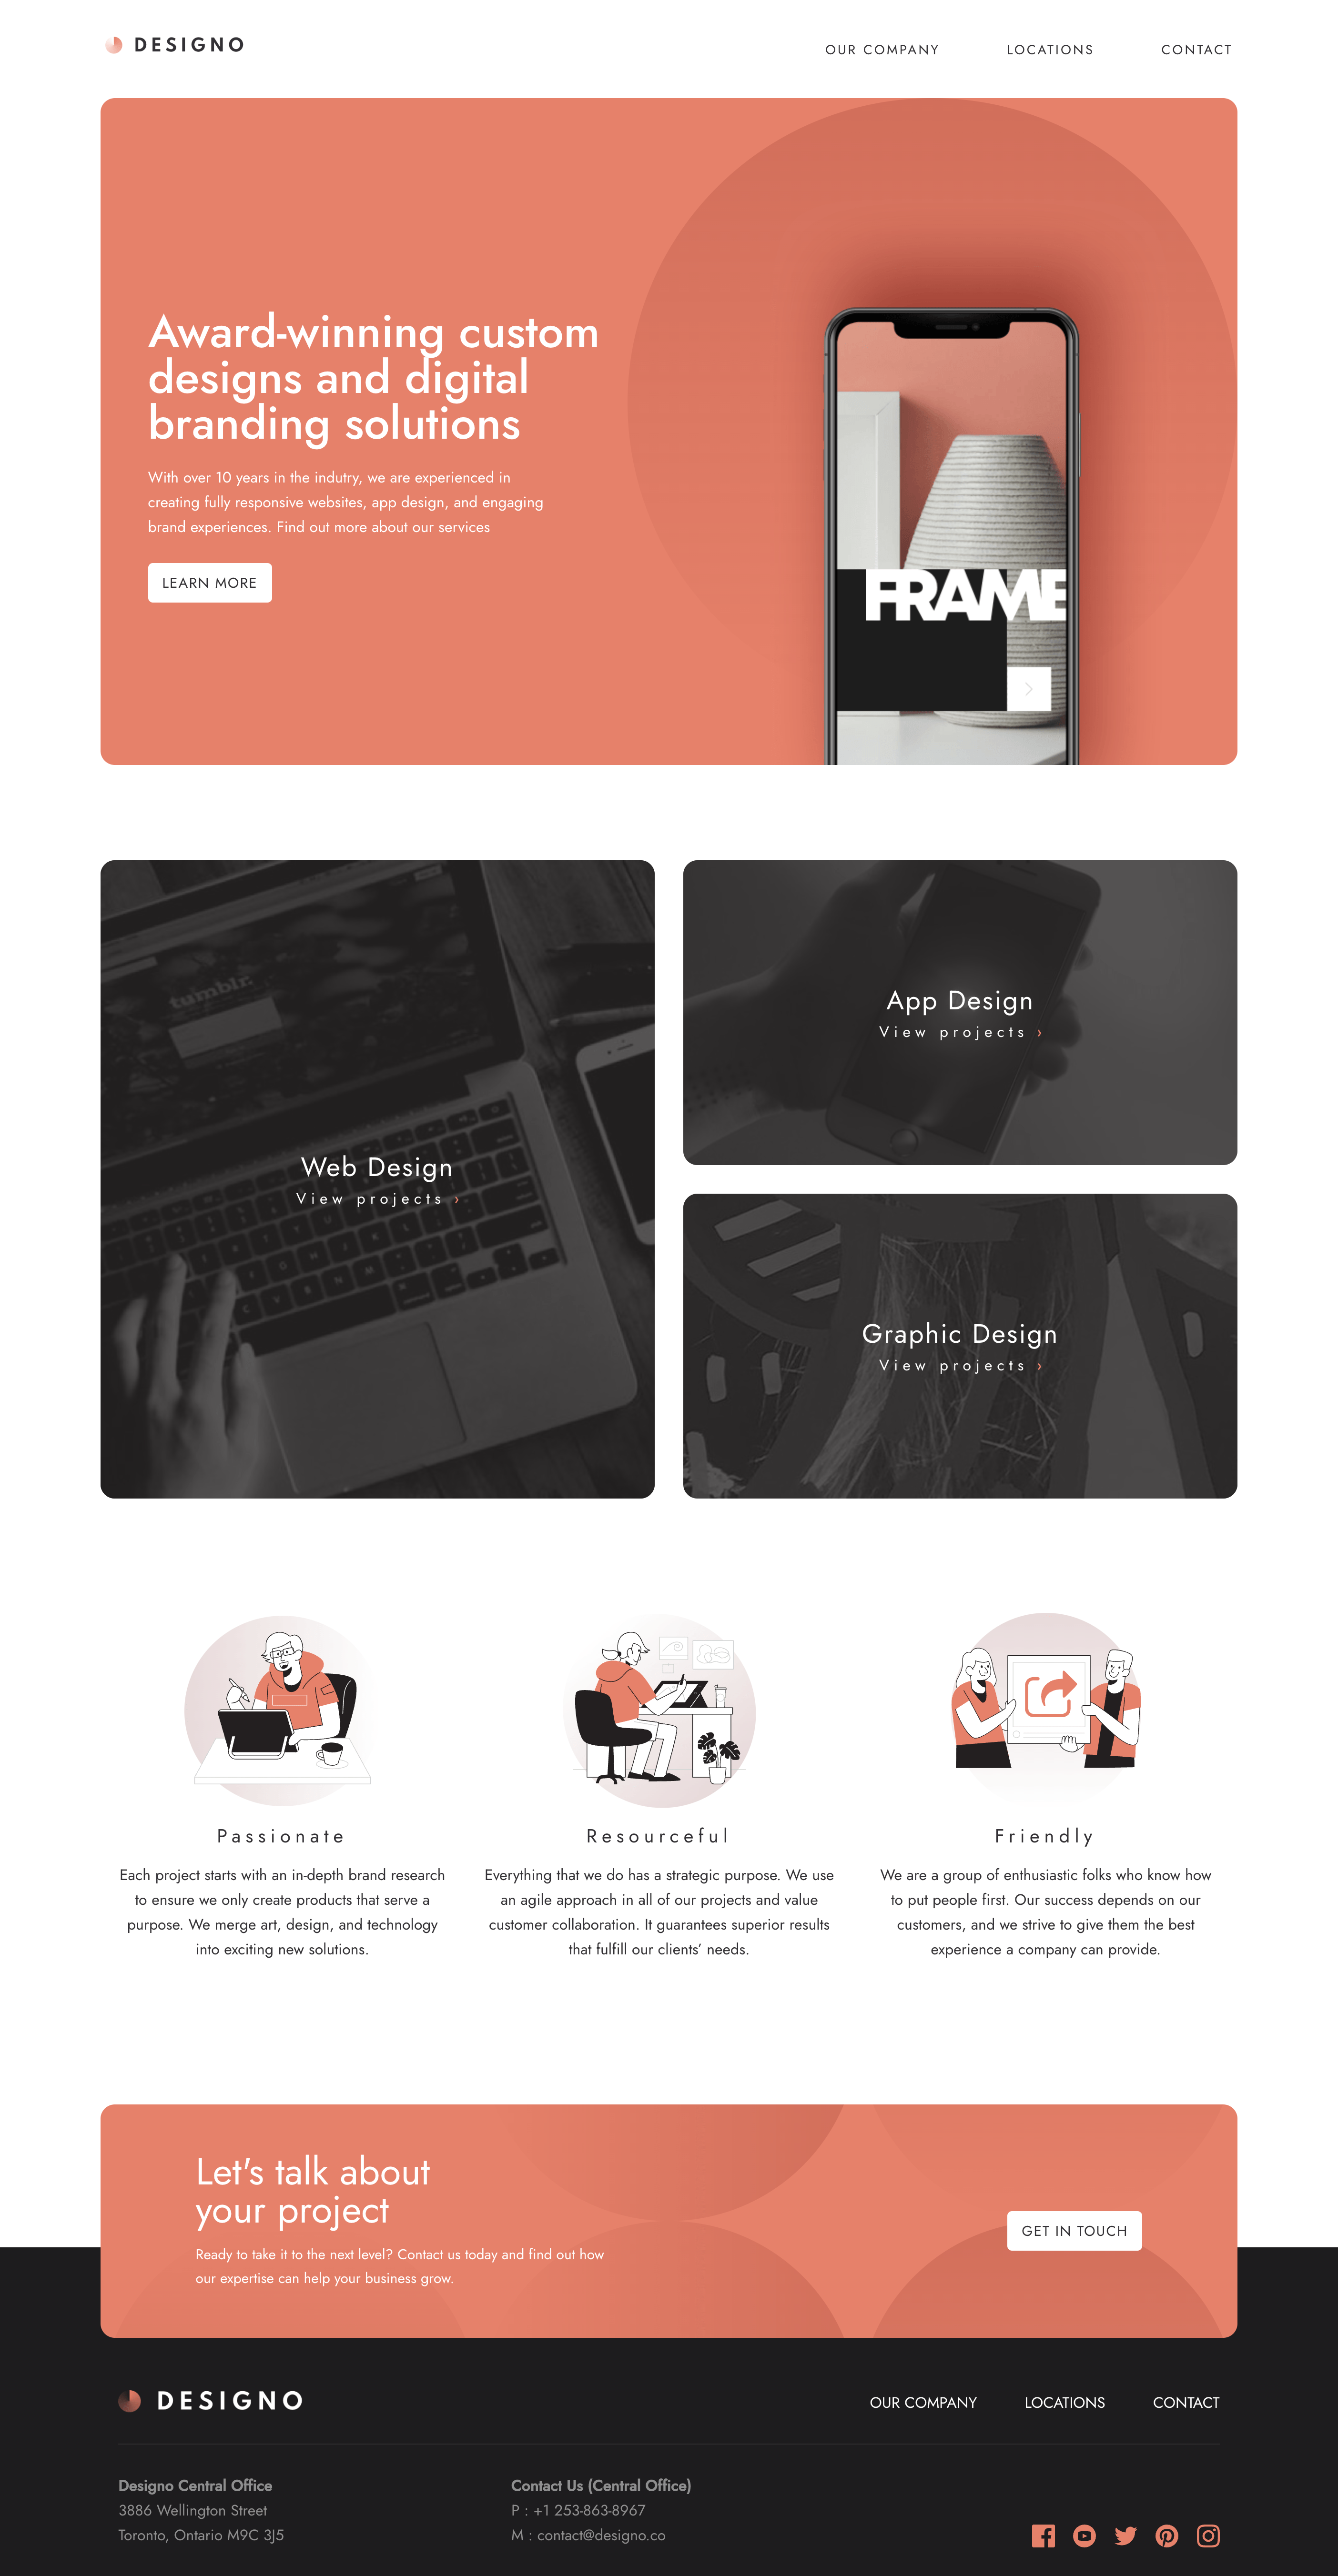 DESIGNO
OUR COMPANY
LOCATIONS
CONTACT
Award-winning custom
designs and digital
branding solutions
With over 10 years in the indutry, we are experienced in
creating fully responsive websites, app design, and engaging
brand experiences. Find out more about our services
LEARN MORE
FRAME
tumblr.
Web Design
View projects ›
App Design
View projects ›
Graphic Design
View projects ›
Passionate
Each project starts with an in-depth brand research
to ensure we only create products that serve a
purpose. We merge art, design, and technology
into exciting new solutions.
Resourceful
Everything that we do has a strategic purpose. We use
an agile approach in all of our projects and value
customer collaboration. It guarantees superior results
that fulfill our clients’ needs.
Friendly
We are a group of enthusiastic folks who know how
to put people first. Our success depends on our
customers, and we strive to give them the best
experience a company can provide.
Let's talk about
your project
Ready to take it to the next level? Contact us today and find out how
our expertise can help your business grow.
GET IN TOUCH
DESIGNO
OUR COMPANY
LOCATIONS
CONTACT
Designo Central Office
3886 Wellington Street
Toronto, Ontario M9C 3J5
Contact Us (Central Office)
P : +1 253-863-8967
M : contact@designo.co